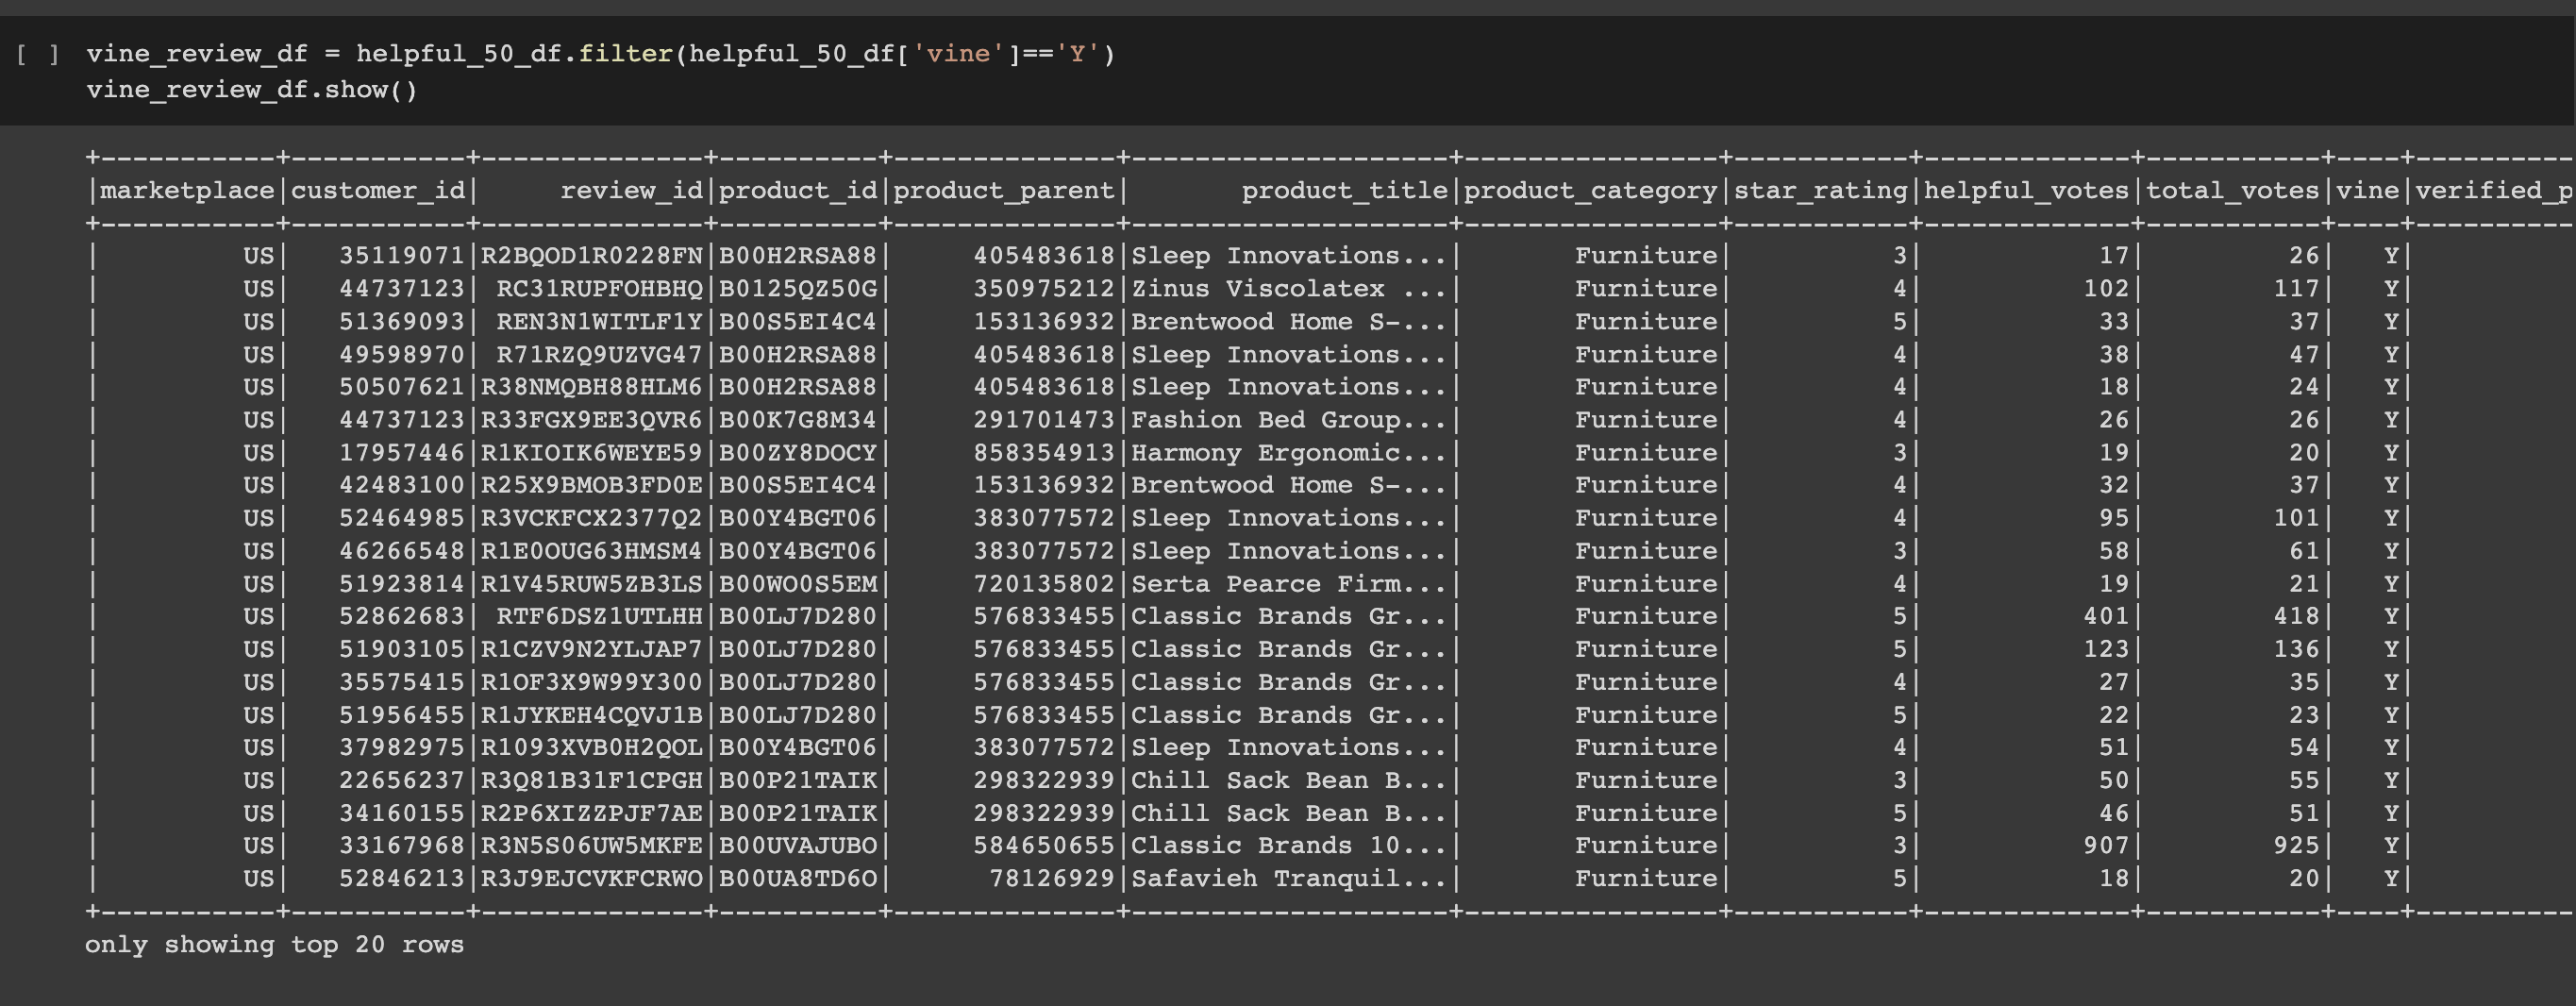 [ ] vine_review_df = helpful_50_df.filter(helpful_50_df['vine']=='Y')
vine_review_df.show()
+-----------+-----------+--------------+----------+--------------+--------------------+----------------+-----------+-------------+-----------+----+----------
|marketplace|customer_id|     review_id|product_id|product_parent|       product_title|product_category|star_rating|helpful_votes|total_votes|vine|verified_p
+-----------+-----------+--------------+----------+--------------+--------------------+----------------+-----------+-------------+-----------+----+----------
|         US|   35119071|R2BQOD1R0228FN|B00H2RSA88|     405483618|Sleep Innovations...|       Furniture|          3|           17|         26|   Y|
|         US|   44737123| RC31RUPFOHBHQ|B0125QZ50G|     350975212|Zinus Viscolatex ...|       Furniture|          4|          102|        117|   Y|
|         US|   51369093| REN3N1WITLF1Y|B00S5EI4C4|     153136932|Brentwood Home S-...|       Furniture|          5|           33|         37|   Y|
|         US|   49598970| R71RZQ9UZVG47|B00H2RSA88|     405483618|Sleep Innovations...|       Furniture|          4|           38|         47|   Y|
|         US|   50507621|R38NMQBH88HLM6|B00H2RSA88|     405483618|Sleep Innovations...|       Furniture|          4|           18|         24|   Y|
|         US|   44737123|R33FGX9EE3QVR6|B00K7G8M34|     291701473|Fashion Bed Group...|       Furniture|          4|           26|         26|   Y|
|         US|   17957446|R1KIOIK6WEYE59|B00ZY8DOCY|     858354913|Harmony Ergonomic...|       Furniture|          3|           19|         20|   Y|
|         US|   42483100|R25X9BMOB3FD0E|B00S5EI4C4|     153136932|Brentwood Home S-...|       Furniture|          4|           32|         37|   Y|
|         US|   52464985|R3VCKFCX2377Q2|B00Y4BGT06|     383077572|Sleep Innovations...|       Furniture|          4|           95|        101|   Y|
|         US|   46266548|R1E0OUG63HMSM4|B00Y4BGT06|     383077572|Sleep Innovations...|       Furniture|          3|           58|         61|   Y|
|         US|   51923814|R1V45RUW5ZB3LS|B00WO0S5EM|     720135802|Serta Pearce Firm...|       Furniture|          4|           19|         21|   Y|
|         US|   52862683| RTF6DSZ1UTLHH|B00LJ7D280|     576833455|Classic Brands Gr...|       Furniture|          5|          401|        418|   Y|
|         US|   51903105|R1CZV9N2YLJAP7|B00LJ7D280|     576833455|Classic Brands Gr...|       Furniture|          5|          123|        136|   Y|
|         US|   35575415|R1OF3X9W99Y300|B00LJ7D280|     576833455|Classic Brands Gr...|       Furniture|          4|           27|         35|   Y|
|         US|   51956455|R1JYKEH4CQVJ1B|B00LJ7D280|     576833455|Classic Brands Gr...|       Furniture|          5|           22|         23|   Y|
|         US|   37982975|R1093XVB0H2QOL|B00Y4BGT06|     383077572|Sleep Innovations...|       Furniture|          4|           51|         54|   Y|
|         US|   22656237|R3Q81B31F1CPGH|B00P21TAIK|     298322939|Chill Sack Bean B...|       Furniture|          3|           50|         55|   Y|
|         US|   34160155|R2P6XIZZPJF7AE|B00P21TAIK|     298322939|Chill Sack Bean B...|       Furniture|          5|           46|         51|   Y|
|         US|   33167968|R3N5S06UW5MKFE|B00UVAJUBO|     584650655|Classic Brands 10...|       Furniture|          3|          907|        925|   Y|
|         US|   52846213|R3J9EJCVKFCRWO|B00UA8TD6O|      78126929|Safavieh Tranquil...|       Furniture|          5|           18|         20|   Y|
+-----------+-----------+--------------+----------+--------------+--------------------+----------------+-----------+-------------+-----------+----+----------
only showing top 20 rows